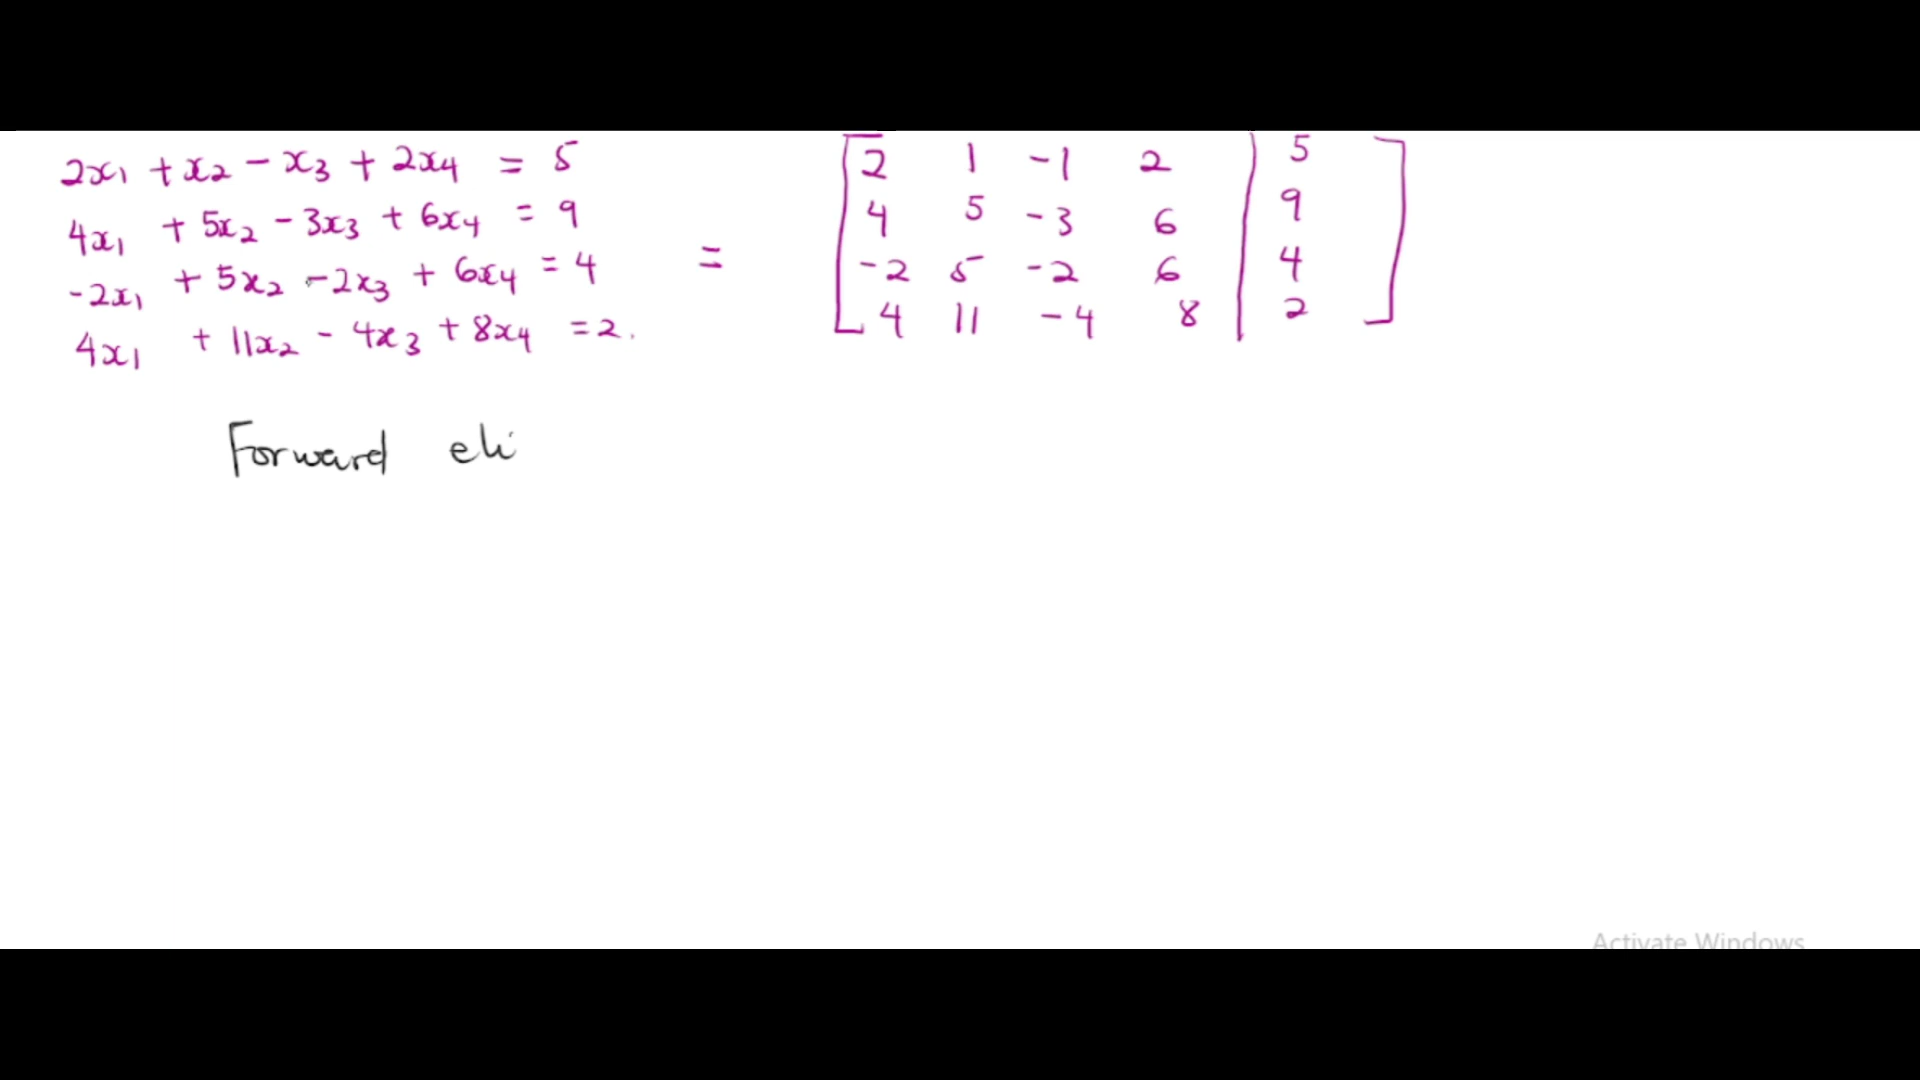 2x₁ + x₂ - x₃ + 2x₄ = 5
4x₁ + 5x₂ - 3x₃ + 6x₄ = 9
-2x₁ + 5x₂ - 2x₃ + 6x₄ = 4
4x₁ + 11x₂ - 4x₃ + 8x₄ = 2.
=
2 1 -1 2 | 5
4 5 -3 6 | 9
-2 5 -2 6 | 4
4 11 -4 8 | 2
Forward eli
Activate Windows